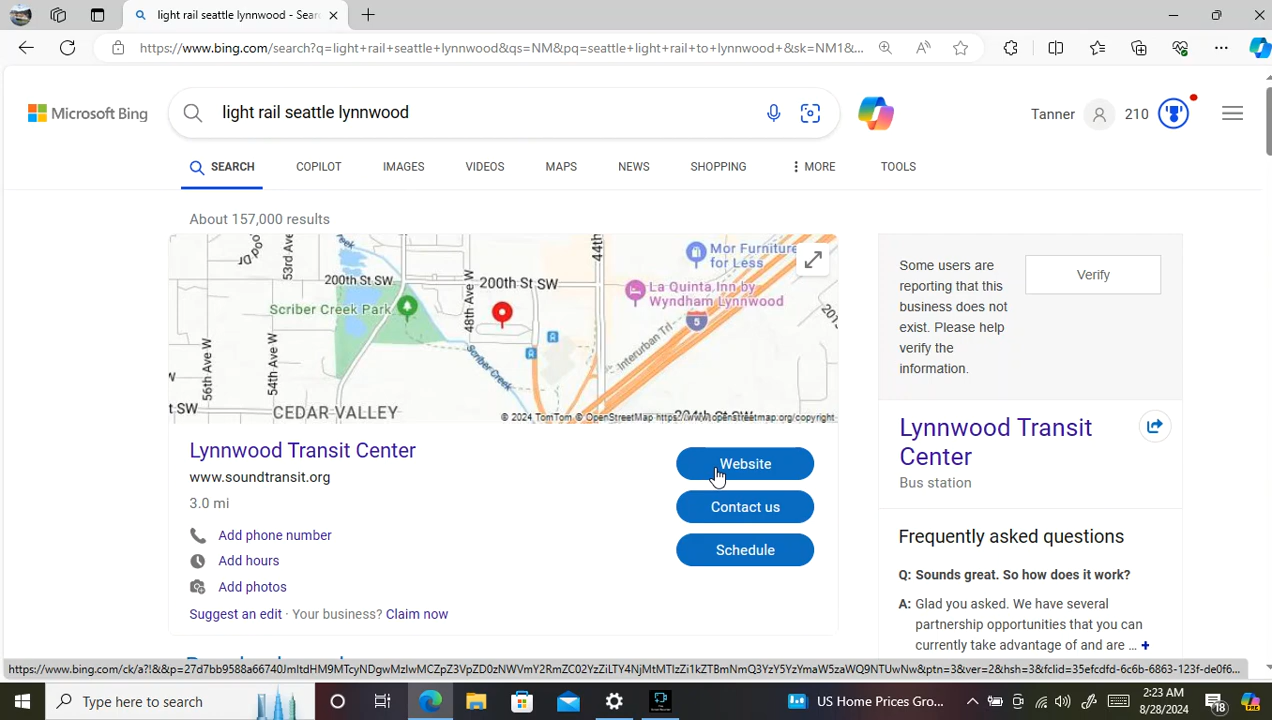 light rail seattle lynnwood - Sear
https://www.bing.com/search?q=light+rail+seattle+lynnwood&qs=NM&pq=seattle+light+rail+to+lynnwood+&sk=NM1&...
Microsoft Bing
light rail seattle lynnwood
Tanner
210
SEARCH
COPILOT
IMAGES
VIDEOS
MAPS
NEWS
SHOPPING
MORE
TOOLS
About 157,000 results
53rd Ave
44th
Mor Furniture
for Less
200th St SW
48th Ave W
200th St SW
La Quinta Inn by
Wyndham Lynnwood
Scriber Creek Park
5
56th Ave W
54th Ave W
Scriber Creek
Interurban Trl
CEDAR VALLEY
t SW
© 2024 TomTom © OpenStreetMap https://www.openstreetmap.org/copyright
Some users are
reporting that this
business does not
exist. Please help
verify the
information.
Verify
Lynnwood Transit Center
www.soundtransit.org
3.0 mi
Add phone number
Add hours
Add photos
Suggest an edit · Your business? Claim now
Website
Contact us
Schedule
Lynnwood Transit
Center
Bus station
Frequently asked questions
Q: Sounds great. So how does it work?
A: Glad you asked. We have several
partnership opportunities that you can
currently take advantage of and are ... +
Type here to search
US Home Prices Gro...
2:23 AM
8/28/2024
18